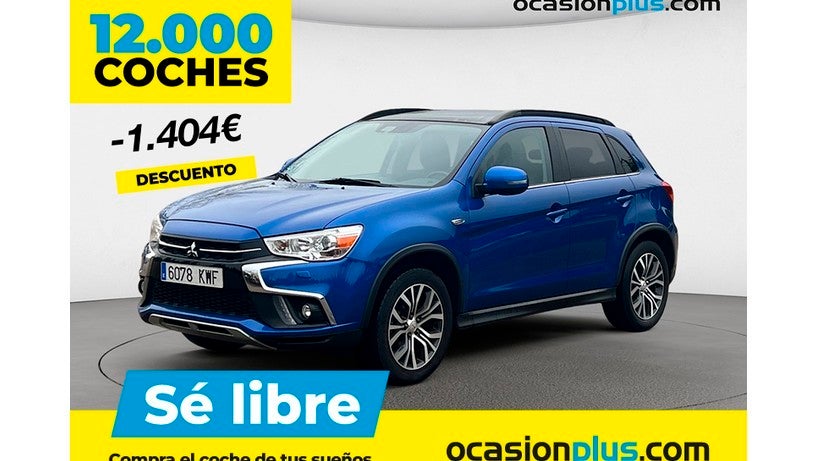 ocasionplus.com
12.000
COCHES
-1.404€
DESCUENTO
6078 KWF
Sé libre
Compra el coche de tus sueños
ocasionplus.com